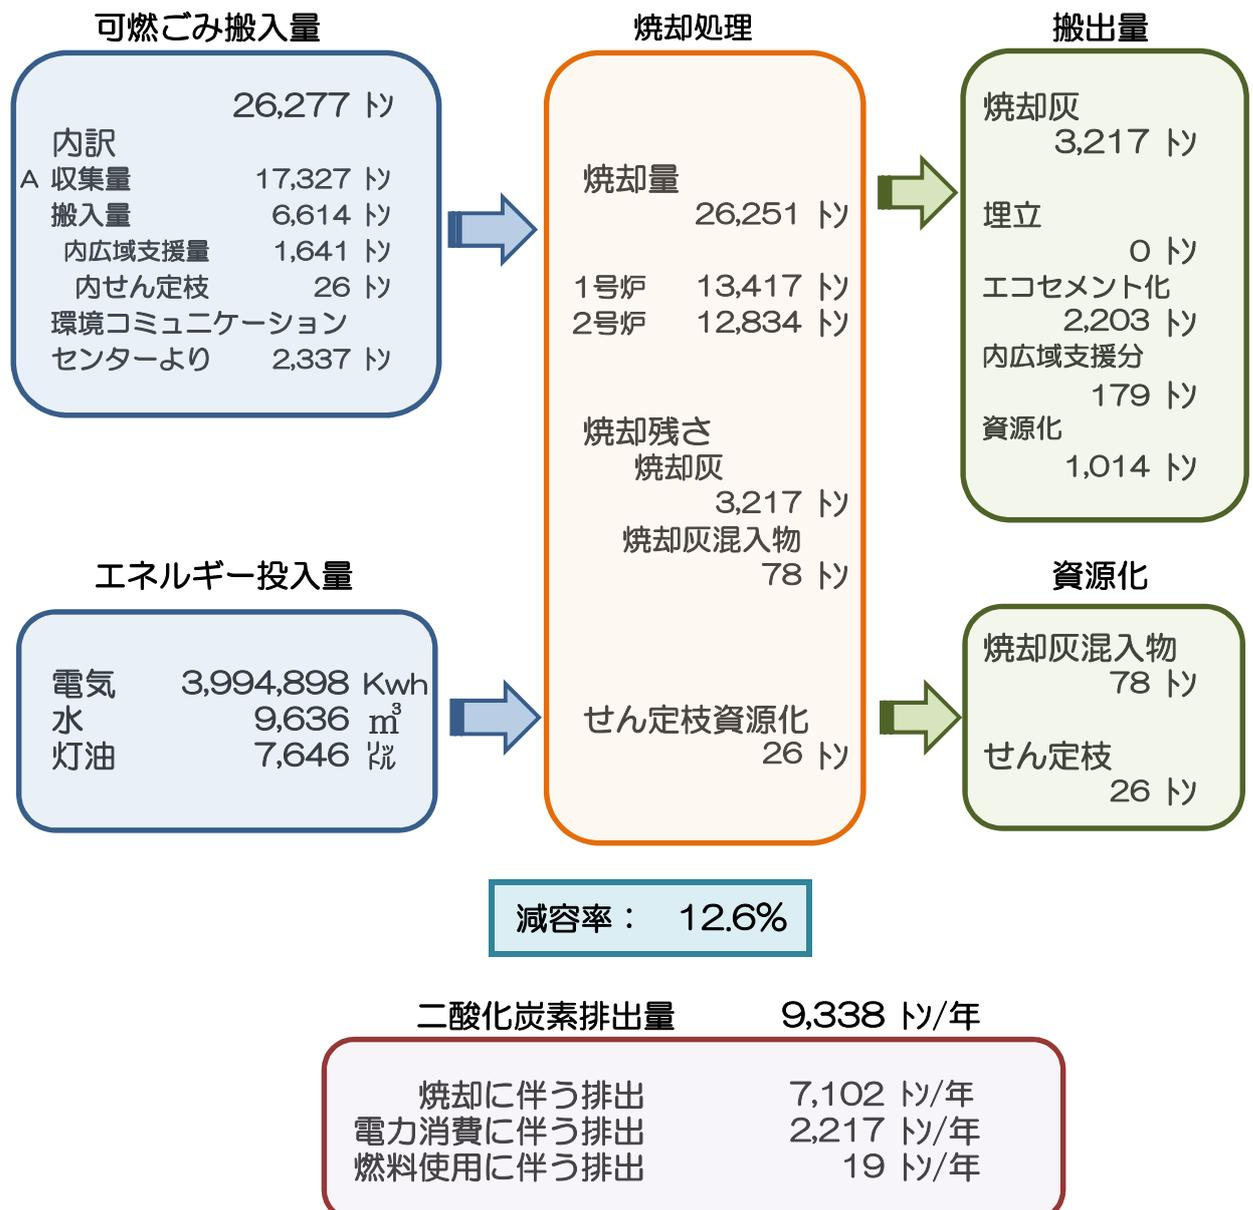 可燃ごみ搬入量
26,277 トン
内訳
A 収集量 17,327 トン
搬入量 6,614 トン
内広域支援量 1,641 トン
内せん定枝 26 トン
環境コミュニケーション
センターより 2,337 トン
エネルギー投入量
電気 3,994,898 Kwh
水 9,636 ㎥
灯油 7,646 リットル
焼却処理
焼却量
26,251 トン
1号炉 13,417 トン
2号炉 12,834 トン
焼却残さ
焼却灰
3,217 トン
焼却灰混入物
78 トン
せん定枝資源化
26 トン
搬出量
焼却灰
3,217 トン
埋立
0 トン
エコセメント化
2,203 トン
内広域支援分
179 トン
資源化
1,014 トン
資源化
焼却灰混入物
78 トン
せん定枝
26 トン
減容率： 12.6%
二酸化炭素排出量 9,338 トン/年
焼却に伴う排出 7,102 トン/年
電力消費に伴う排出 2,217 トン/年
燃料使用に伴う排出 19 トン/年